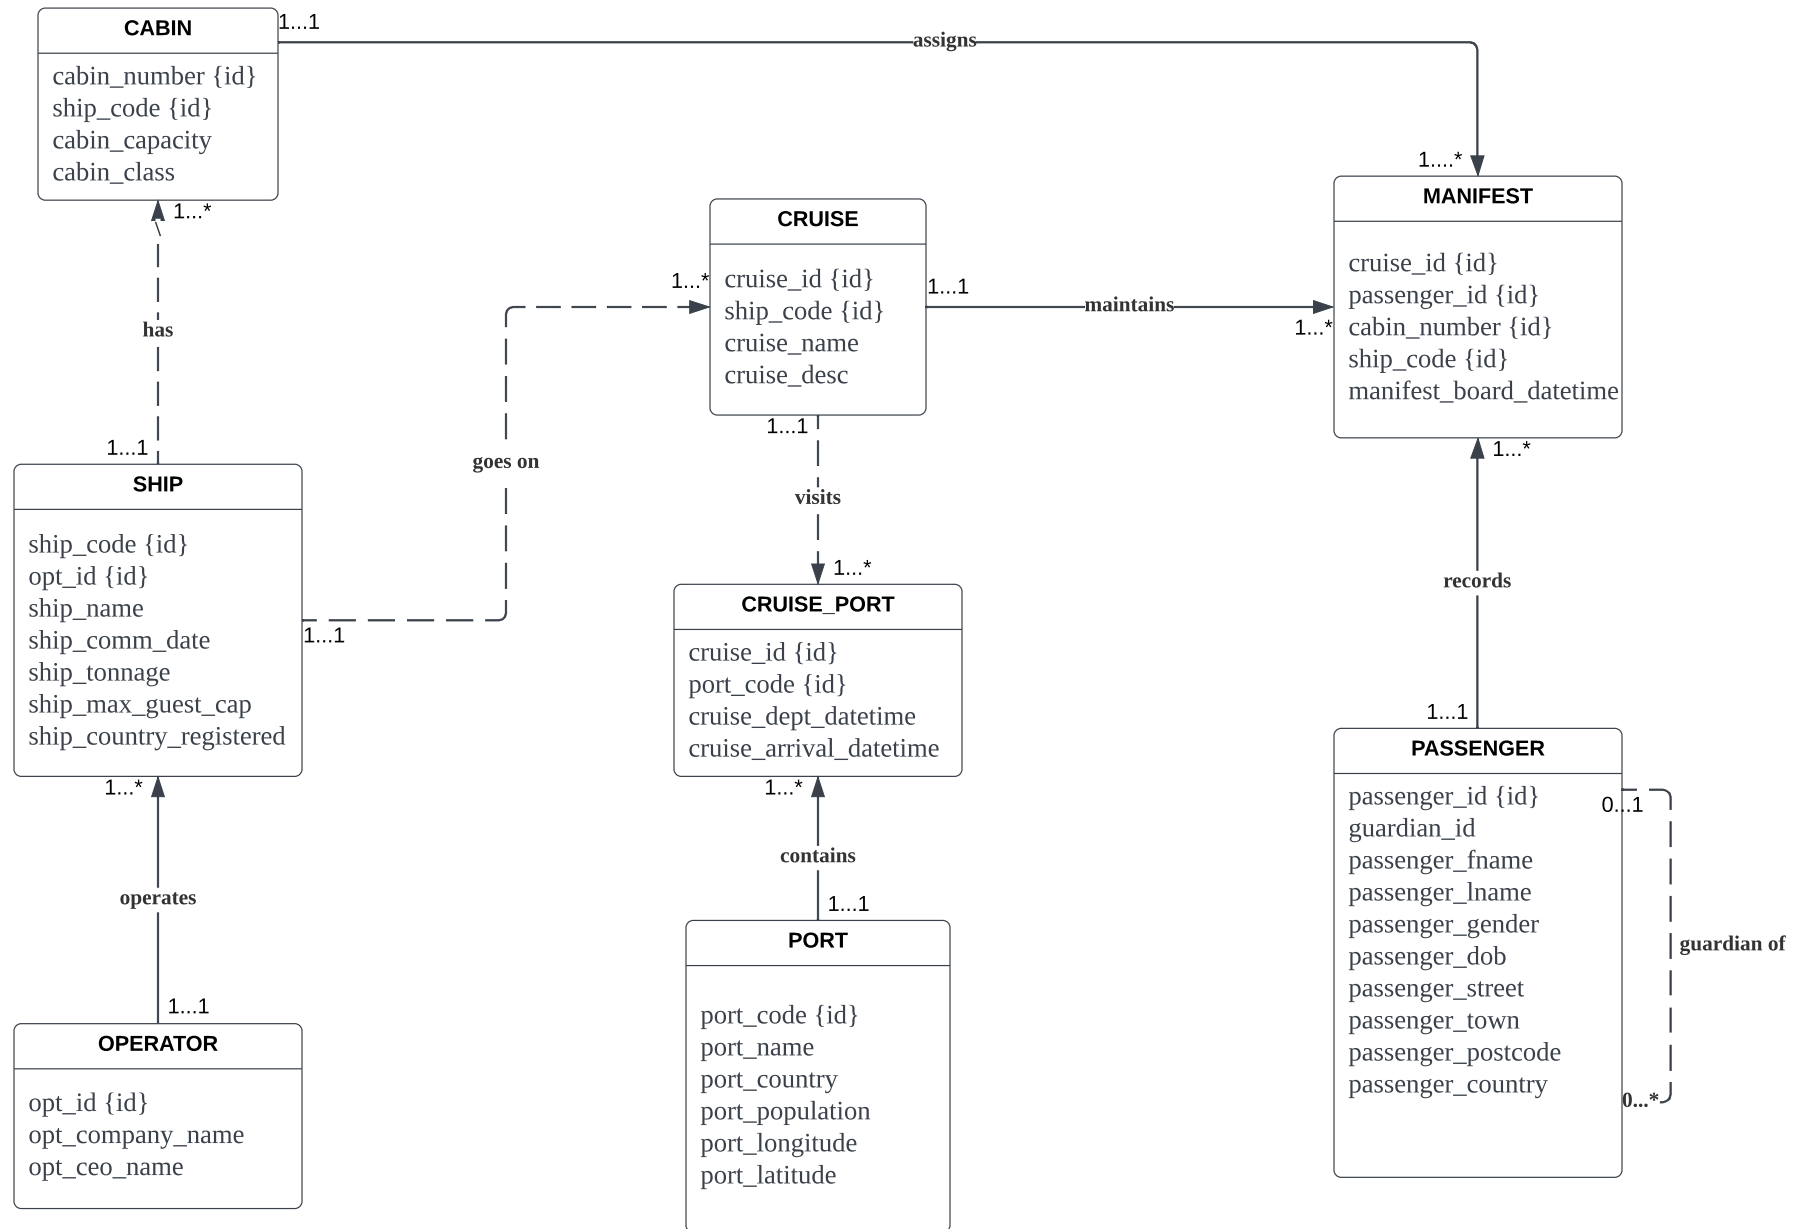 CABIN
cabin_number {id}
ship_code {id}
cabin_capacity
cabin_class
1...1
assigns
1....*
MANIFEST
cruise_id {id}
passenger_id {id}
cabin_number {id}
ship_code {id}
manifest_board_datetime
1...*
has
1...1
CRUISE
cruise_id {id}
ship_code {id}
cruise_name
cruise_desc
1...*
1...1
maintains
1...*
SHIP
ship_code {id}
opt_id {id}
ship_name
ship_comm_date
ship_tonnage
ship_max_guest_cap
ship_country_registered
goes on
1...1
1...1
visits
1...*
CRUISE_PORT
cruise_id {id}
port_code {id}
cruise_dept_datetime
cruise_arrival_datetime
1...*
records
1...1
PASSENGER
passenger_id {id}
guardian_id
passenger_fname
passenger_lname
passenger_gender
passenger_dob
passenger_street
passenger_town
passenger_postcode
passenger_country
0...1
guardian of
0...*
1...*
operates
1...1
OPERATOR
opt_id {id}
opt_company_name
opt_ceo_name
1...*
contains
1...1
PORT
port_code {id}
port_name
port_country
port_population
port_longitude
port_latitude